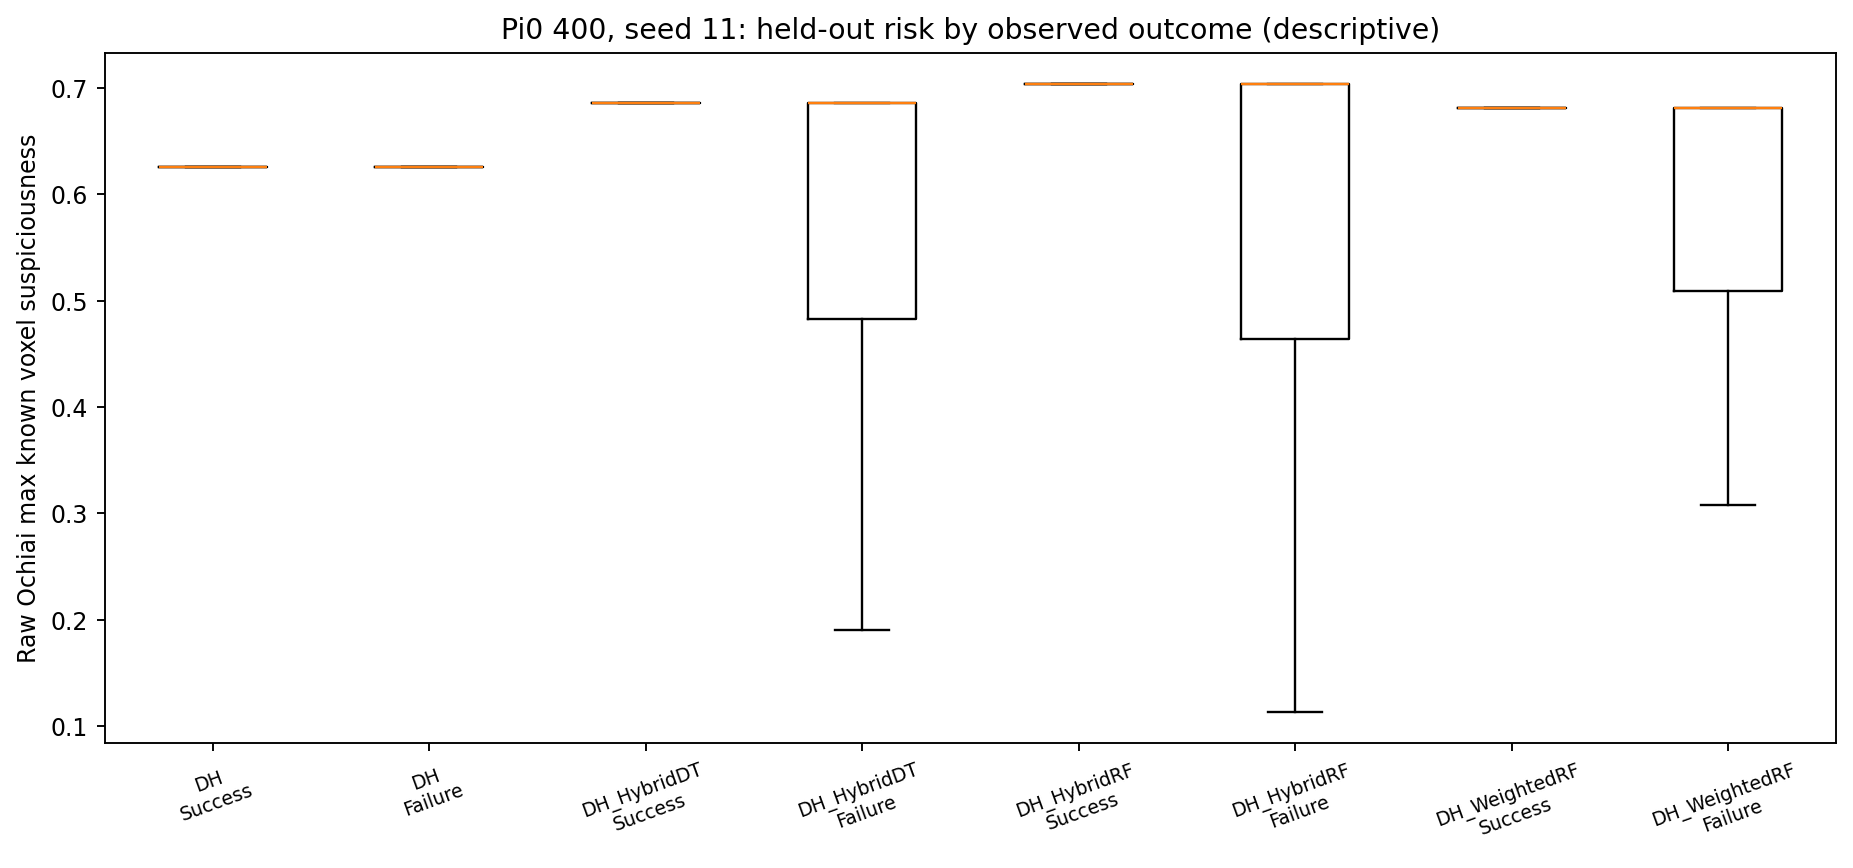 Pi0 400, seed 11: held-out risk by observed outcome (descriptive)
Raw Ochiai max known voxel suspiciousness
0.7
0.6
0.5
0.4
0.3
0.2
0.1
DH
Success
DH
Failure
DH_HybridDT
Success
DH_HybridDT
Failure
DH_HybridRF
Success
DH_HybridRF
Failure
DH_WeightedRF
Success
DH_WeightedRF
Failure